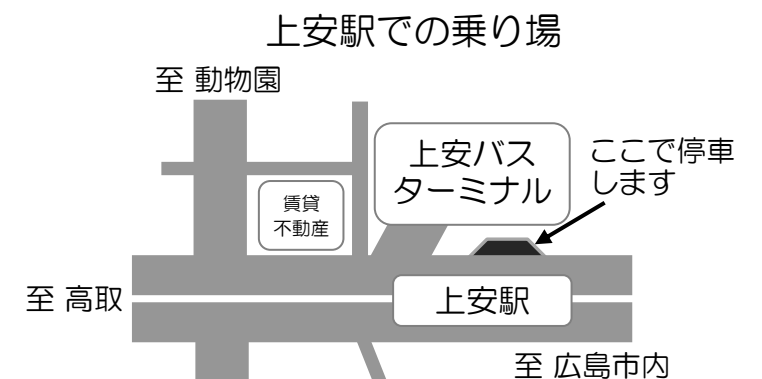 上安駅での乗り場
至 動物園
上安バス
ターミナル
ここで停車
します
賃貸
不動産
至 高取
上安駅
至 広島市内